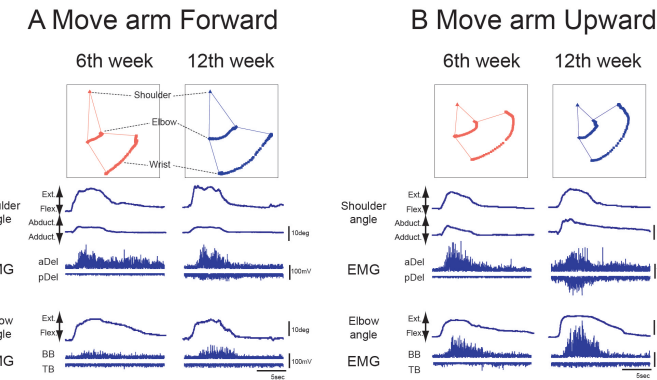 A Move arm Forward
6th week
12th week
Shoulder
Elbow
Wrist
Ext.
Flex.
Abduct.
Adduct.
10deg
aDel
pDel
100mV
Ext.
Flex.
10deg
BB
TB
100mV
5sec
B Move arm Upward
6th week
12th week
Shoulder
angle
Ext.
Flex.
Abduct.
Adduct.
EMG
aDel
pDel
Elbow
angle
Ext.
Flex.
EMG
BB
TB
5sec